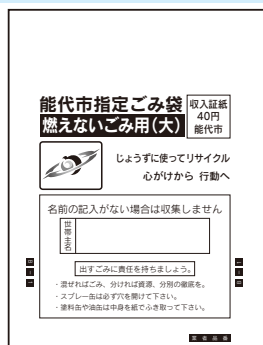 能代市指定ごみ袋
燃えないごみ用(大)
収入証紙
40円
能代市
じょうずに使ってリサイクル
心がけから 行動へ
名前の記入がない場合は収集しません
世帯主名
出すごみに責任を持ちましょう。
・混ぜればごみ、分ければ資源、分別の徹底を。
・スプレー缶は必ず穴を開けて下さい。
・塗料缶や油缶は中身を紙でふき取って下さい。